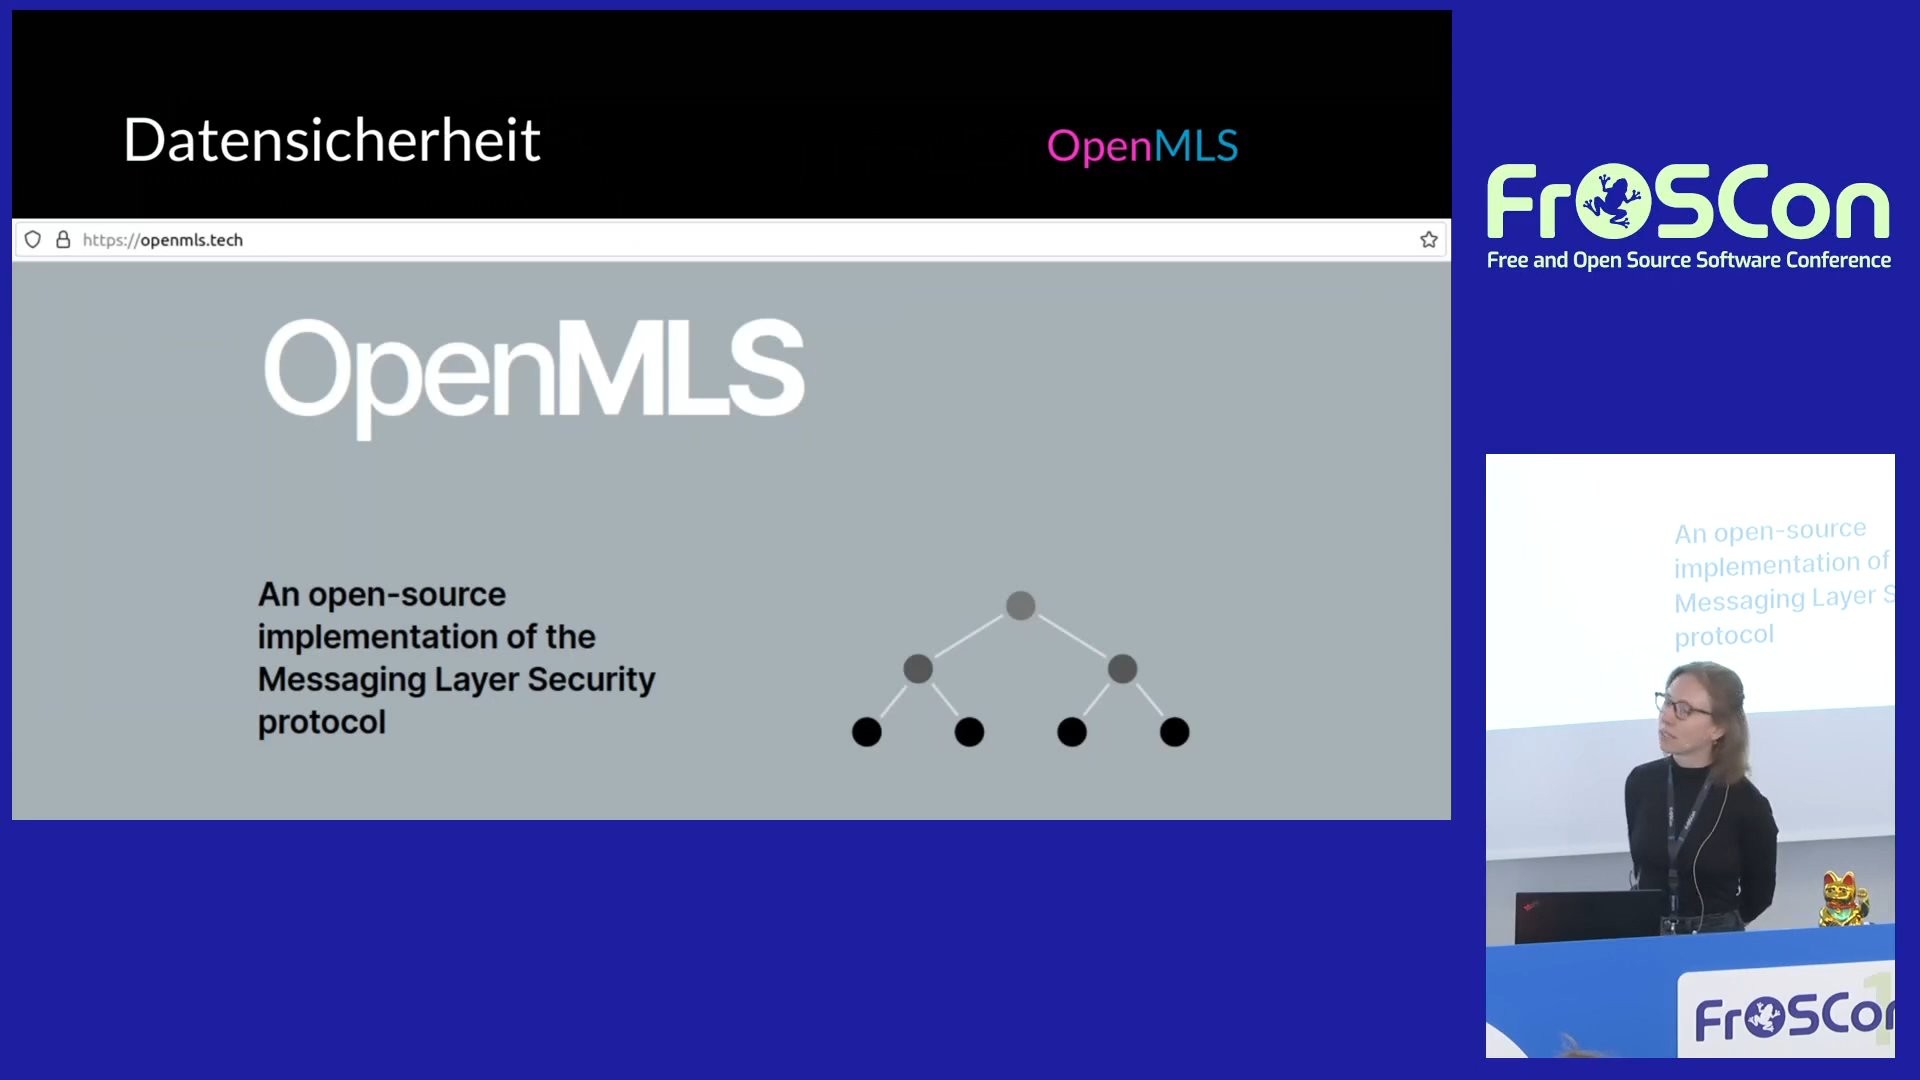 Datensicherheit
OpenMLS
https://openmls.tech
OpenMLS
An open-source
implementation of the
Messaging Layer Security
protocol
FrOSCon
Free and Open Source Software Conference
An open-source
implementation of
Messaging Layer S
protocol
FrOSCon